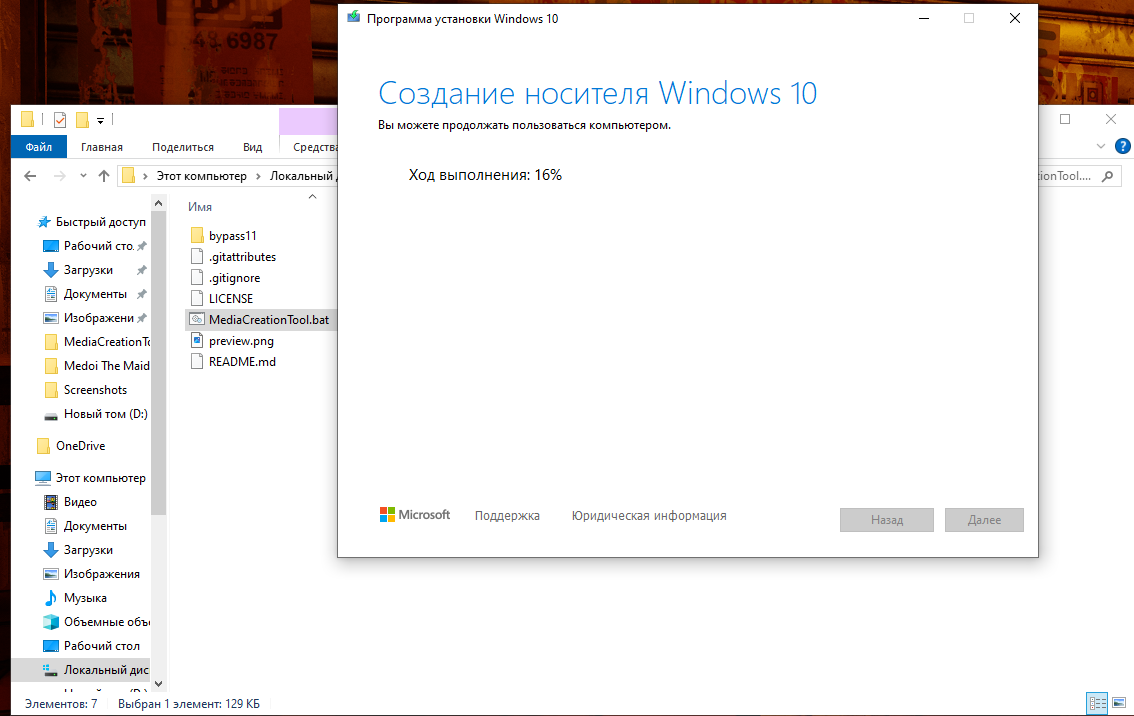 6987
Программа установки Windows 10
Создание носителя Windows 10
Вы можете продолжать пользоваться компьютером.
Ход выполнения: 16%
Microsoft
Поддержка
Юридическая информация
Назад
Далее
Файл
Главная
Поделиться
Вид
Средства
Этот компьютер
Локальный
ionTool....
Имя
bypass11
.gitattributes
.gitignore
LICENSE
MediaCreationTool.bat
preview.png
README.md
Быстрый доступ
Рабочий сто
Загрузки
Документы
Изображени
MediaCreationTo
Medoi The Maid
Screenshots
Новый том (D:)
OneDrive
Этот компьютер
Видео
Документы
Загрузки
Изображения
Музыка
Объемные объ
Рабочий стол
Локальный дис
Элементов: 7
Выбран 1 элемент: 129 КБ